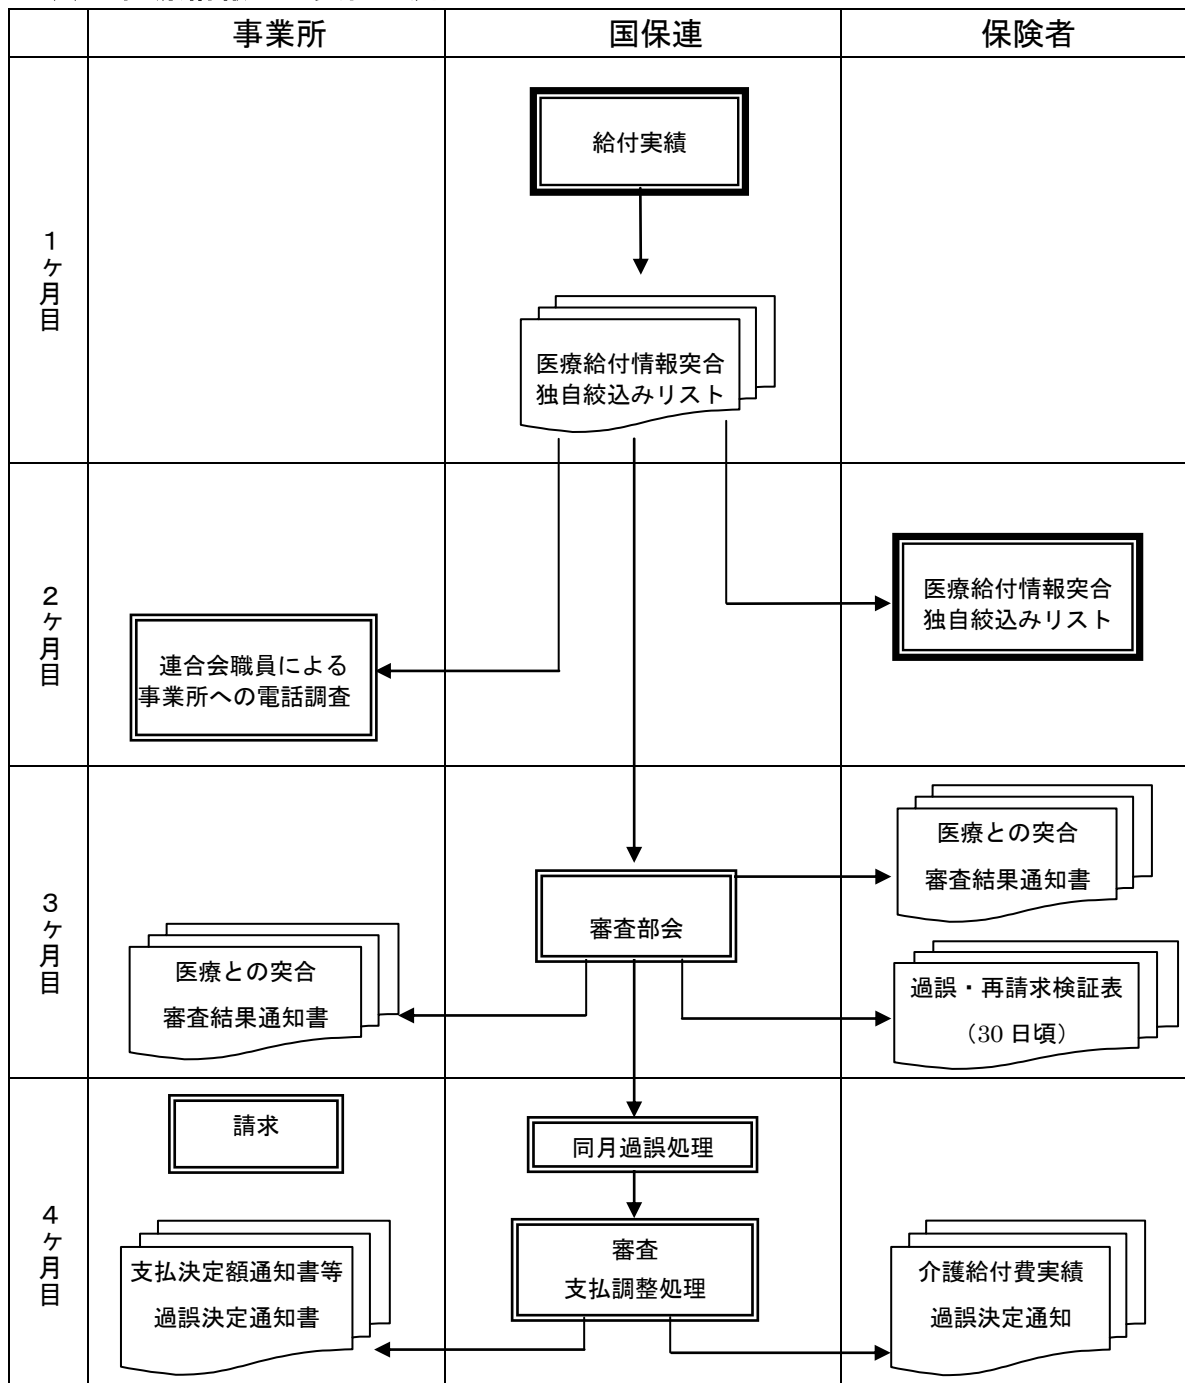 事業所
国保連
保険者
1ヶ月目
給付実績
医療給付情報突合
独自絞込みリスト
2ヶ月目
連合会職員による
事業所への電話調査
医療給付情報突合
独自絞込みリスト
3ヶ月目
医療との突合
審査結果通知書
審査部会
医療との突合
審査結果通知書
過誤・再請求検証表
（30 日頃）
4ヶ月目
請求
支払決定額通知書等
過誤決定通知書
同月過誤処理
審査
支払調整処理
介護給付費実績
過誤決定通知